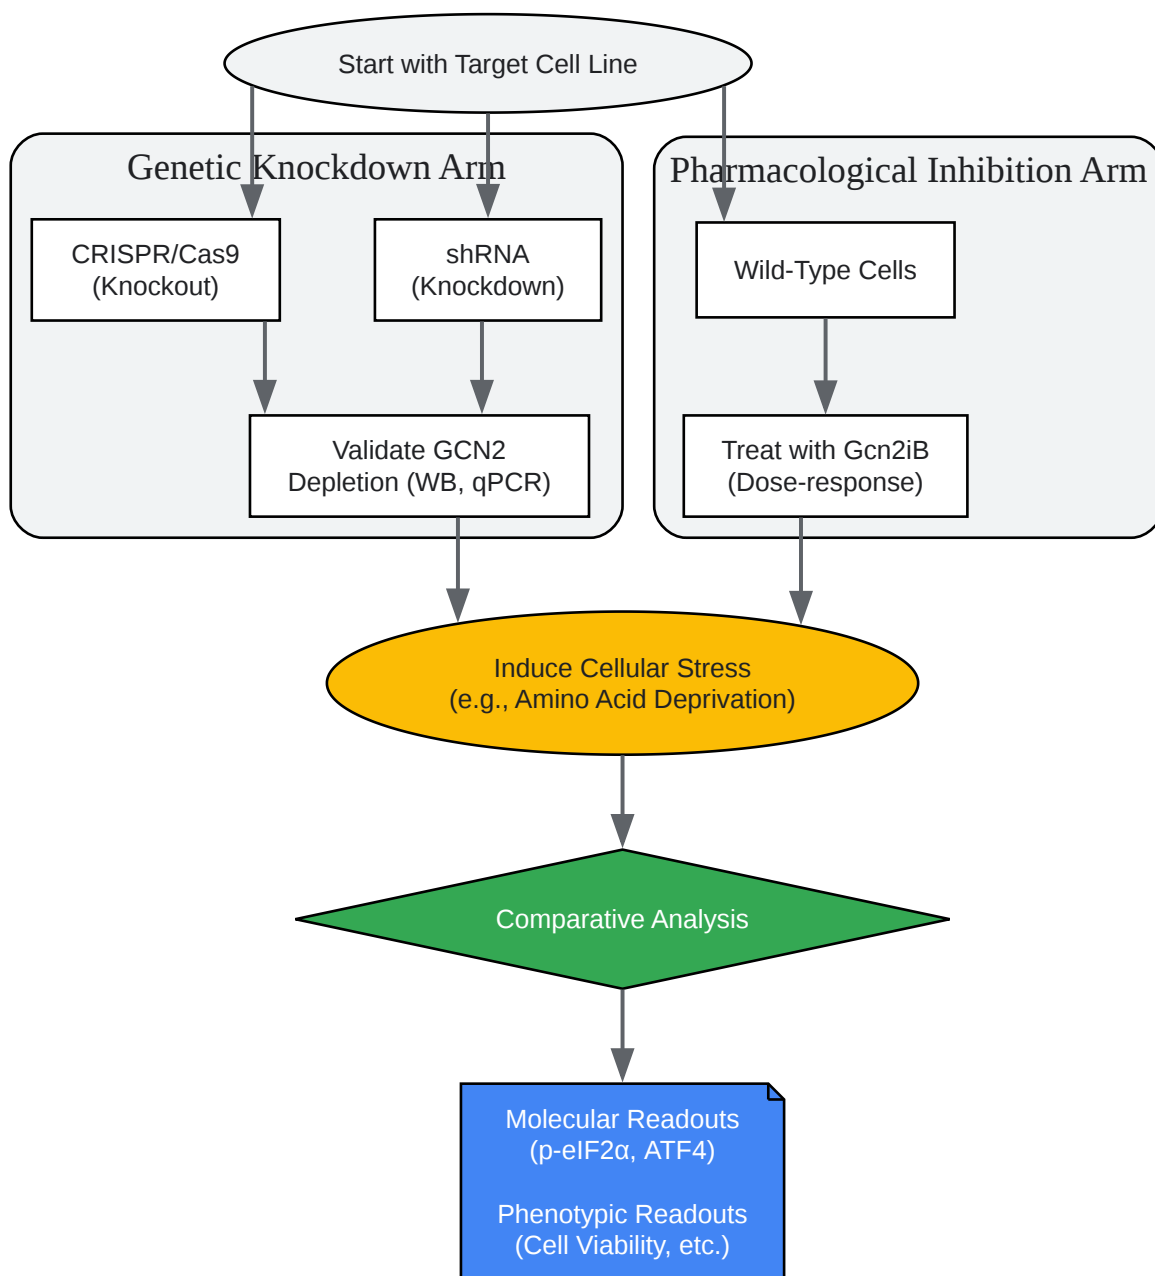 Start with Target Cell Line
Genetic Knockdown Arm
Pharmacological Inhibition Arm
CRISPR/Cas9
(Knockout)
shRNA
(Knockdown)
Wild-Type Cells
Validate GCN2
Depletion (WB, qPCR)
Treat with Gcn2iB
(Dose-response)
Induce Cellular Stress
(e.g., Amino Acid Deprivation)
Comparative Analysis
Molecular Readouts
(p-eIF2α, ATF4)
Phenotypic Readouts
(Cell Viability, etc.)